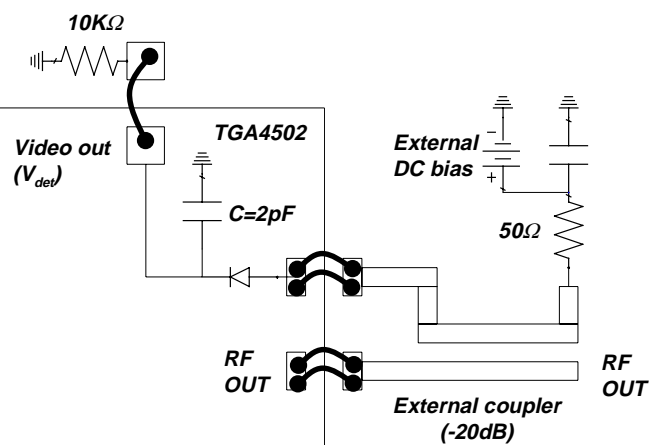 10KΩ
TGA4502
Video out
(Vdet)
C=2pF
External
DC bias
-
+
50Ω
RF
OUT
RF
OUT
External coupler
(-20dB)